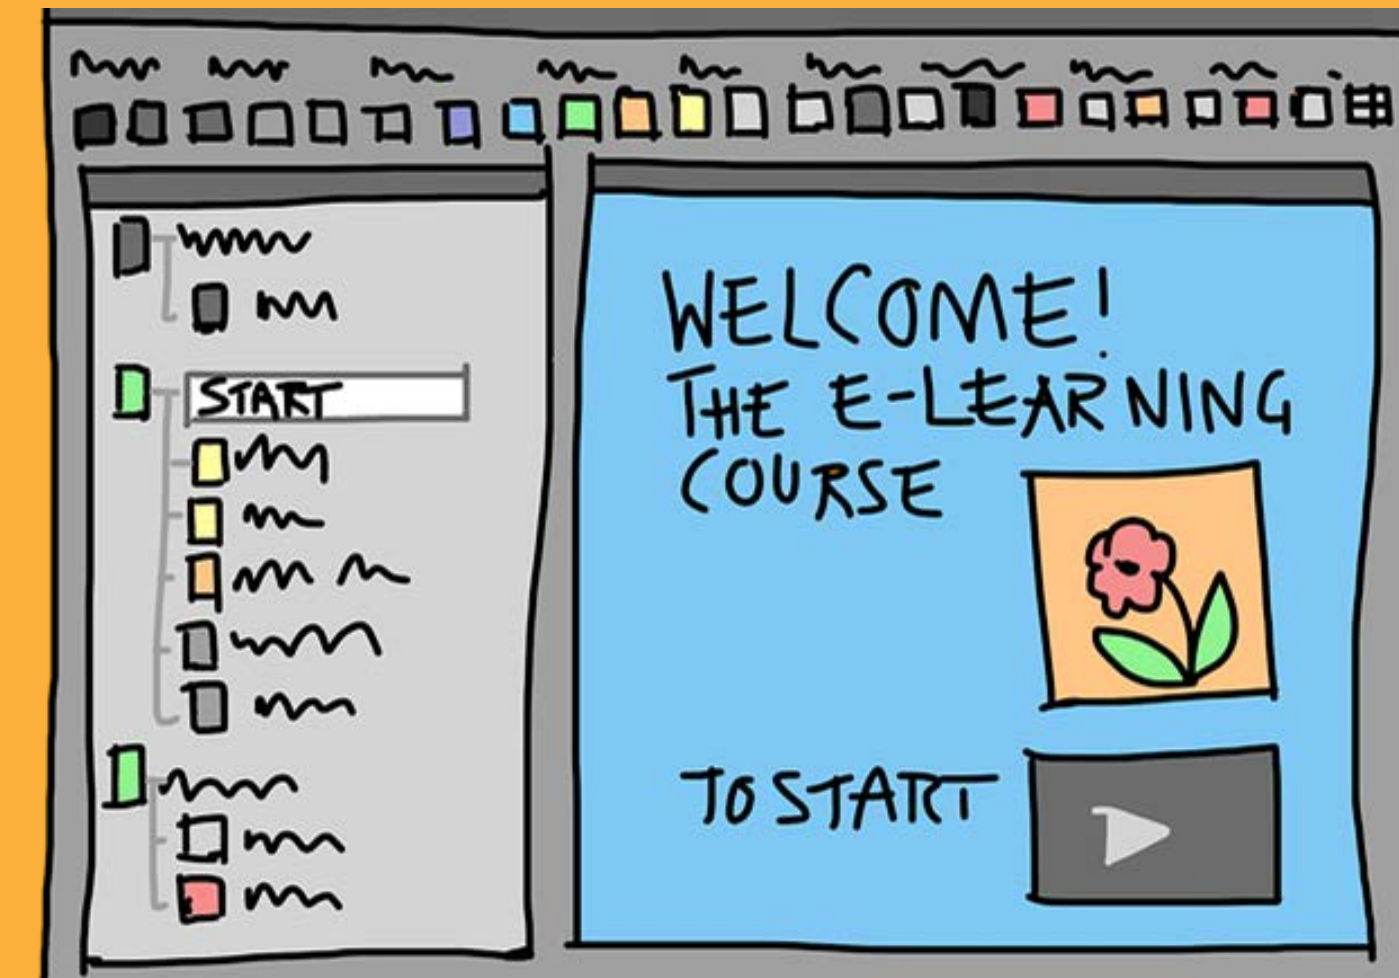 START
WELCOME!
THE E-LEARNING
COURSE
TO START